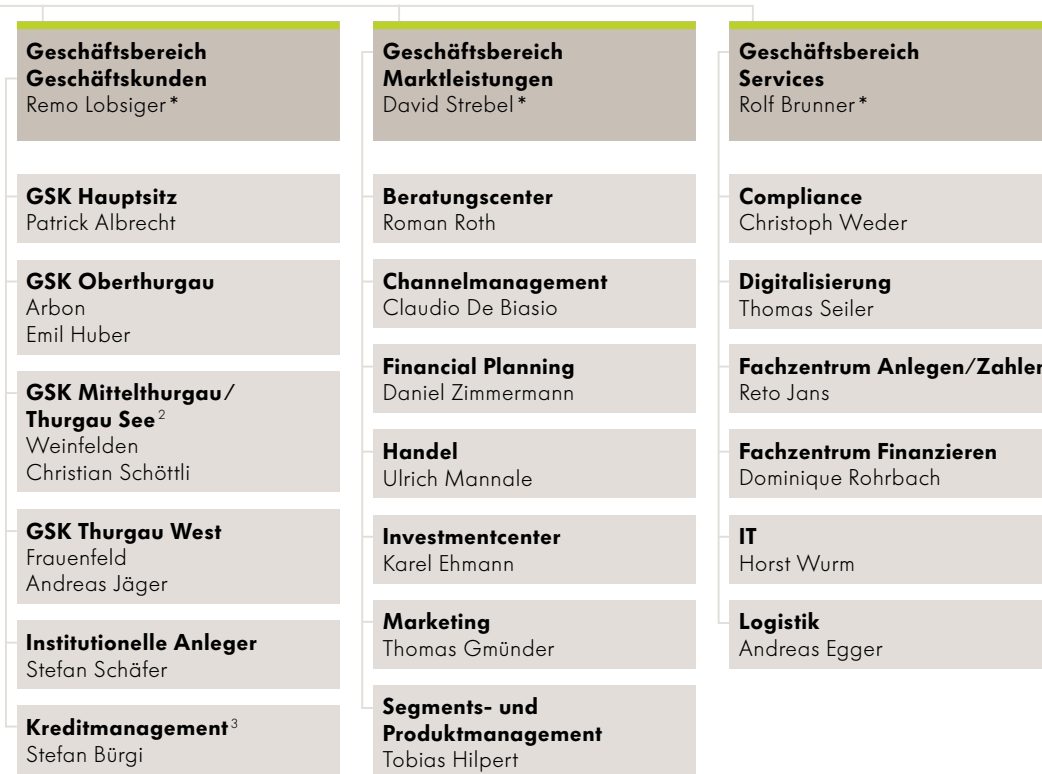 Geschäftsbereich
Geschäftskunden
Remo Lobsiger*
GSK Hauptsitz
Patrick Albrecht
GSK Oberthurgau
Arbon
Emil Huber
GSK Mittelthurgau/
Thurgau See²
Weinfelden
Christian Schöttli
GSK Thurgau West
Frauenfeld
Andreas Jäger
Institutionelle Anleger
Stefan Schäfer
Kreditmanagement³
Stefan Bürgi
Geschäftsbereich
Marktleistungen
David Strebel*
Beratungscenter
Roman Roth
Channelmanagement
Claudio De Biasio
Financial Planning
Daniel Zimmermann
Handel
Ulrich Mannale
Investmentcenter
Karel Ehmann
Marketing
Thomas Gmünder
Segments- und
Produktmanagement
Tobias Hilpert
Geschäftsbereich
Services
Rolf Brunner*
Compliance
Christoph Weder
Digitalisierung
Thomas Seiler
Fachzentrum Anlegen/Zahlen
Reto Jans
Fachzentrum Finanzieren
Dominique Rohrbach
IT
Horst Wurm
Logistik
Andreas Egger